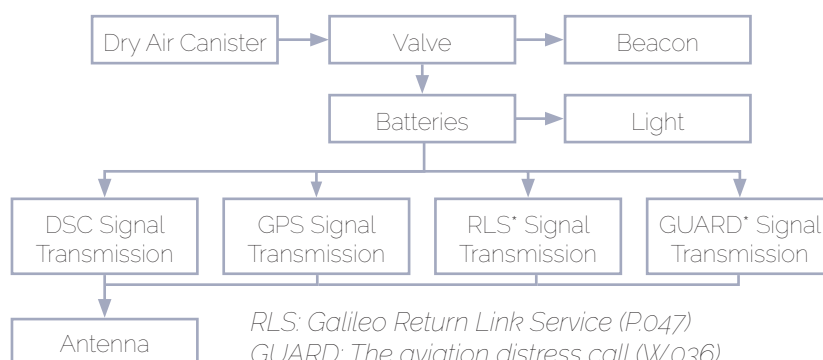 Dry Air Canister
Valve
Beacon
Batteries
Light
DSC Signal
Transmission
GPS Signal
Transmission
RLS* Signal
Transmission
GUARD* Signal
Transmission
Antenna
RLS: Galileo Return Link Service (P.047)
GUARD: The aviation distress call (W.036)